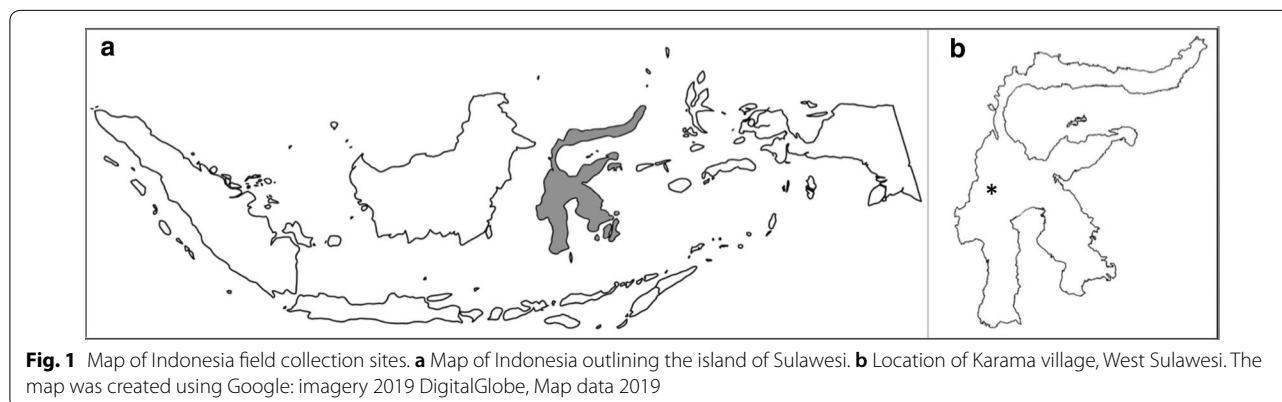 a
b
*
Fig. 1 Map of Indonesia field collection sites. a Map of Indonesia outlining the island of Sulawesi. b Location of Karama village, West Sulawesi. The
map was created using Google: imagery 2019 DigitalGlobe, Map data 2019